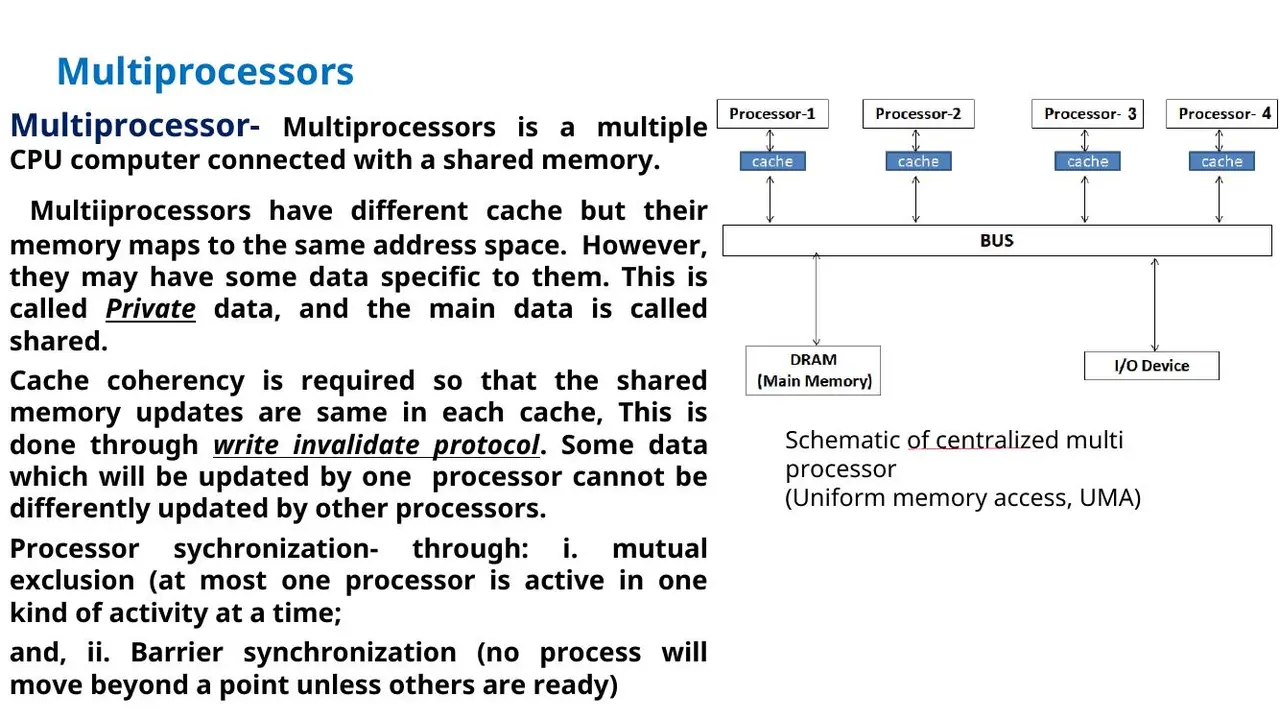 Multiprocessors
Multiprocessor- Multiprocessors is a multiple
CPU computer connected with a shared memory.
Multiiprocessors have different cache but their
memory maps to the same address space. However,
they may have some data specific to them. This is
called Private data, and the main data is called
shared.
Cache coherency is required so that the shared
memory updates are same in each cache, This is
done through write invalidate protocol. Some data
which will be updated by one processor cannot be
differently updated by other processors.
Processor sychronization- through: i. mutual
exclusion (at most one processor is active in one
kind of activity at a time;
and, ii. Barrier synchronization (no process will
move beyond a point unless others are ready)
Processor-1
Processor-2
Processor- 3
Processor- 4
cache
cache
cache
cache
BUS
DRAM
(Main Memory)
I/O Device
Schematic of centralized multi
processor
(Uniform memory access, UMA)